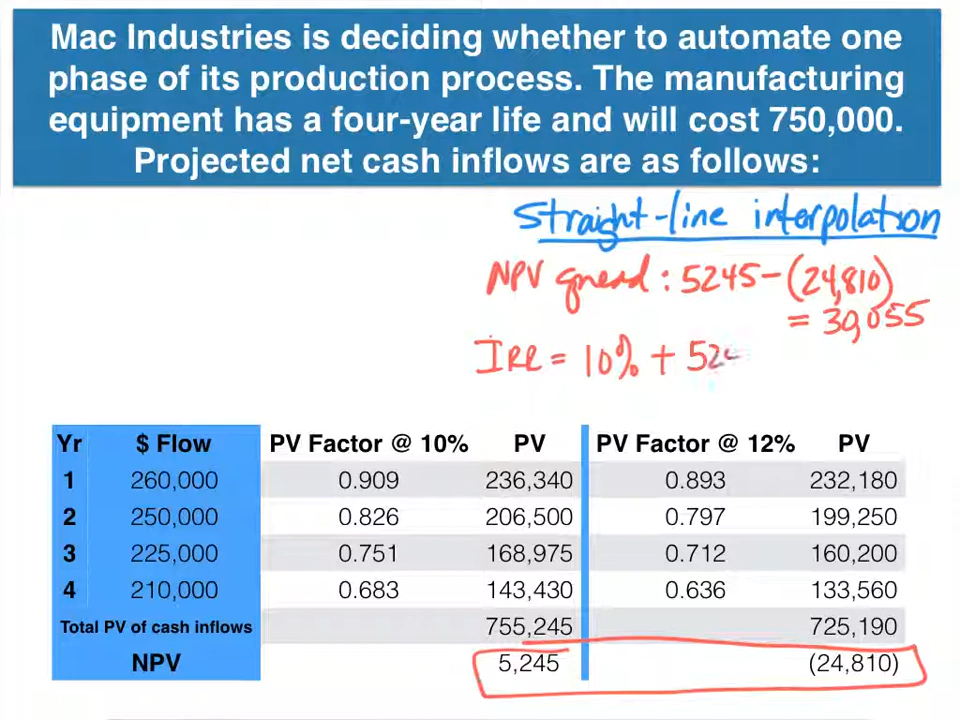 Mac Industries is deciding whether to automate one
phase of its production process. The manufacturing
equipment has a four-year life and will cost 750,000.
Projected net cash inflows are as follows:
Straight-line interpolation
NPV spread: 5245-(24,810)
= 30,055
IRR = 10% + 524
Yr $ Flow PV Factor @ 10% PV PV Factor @ 12% PV
1 260,000 0.909 236,340 0.893 232,180
2 250,000 0.826 206,500 0.797 199,250
3 225,000 0.751 168,975 0.712 160,200
4 210,000 0.683 143,430 0.636 133,560
Total PV of cash inflows 755,245 725,190
NPV 5,245 (24,810)